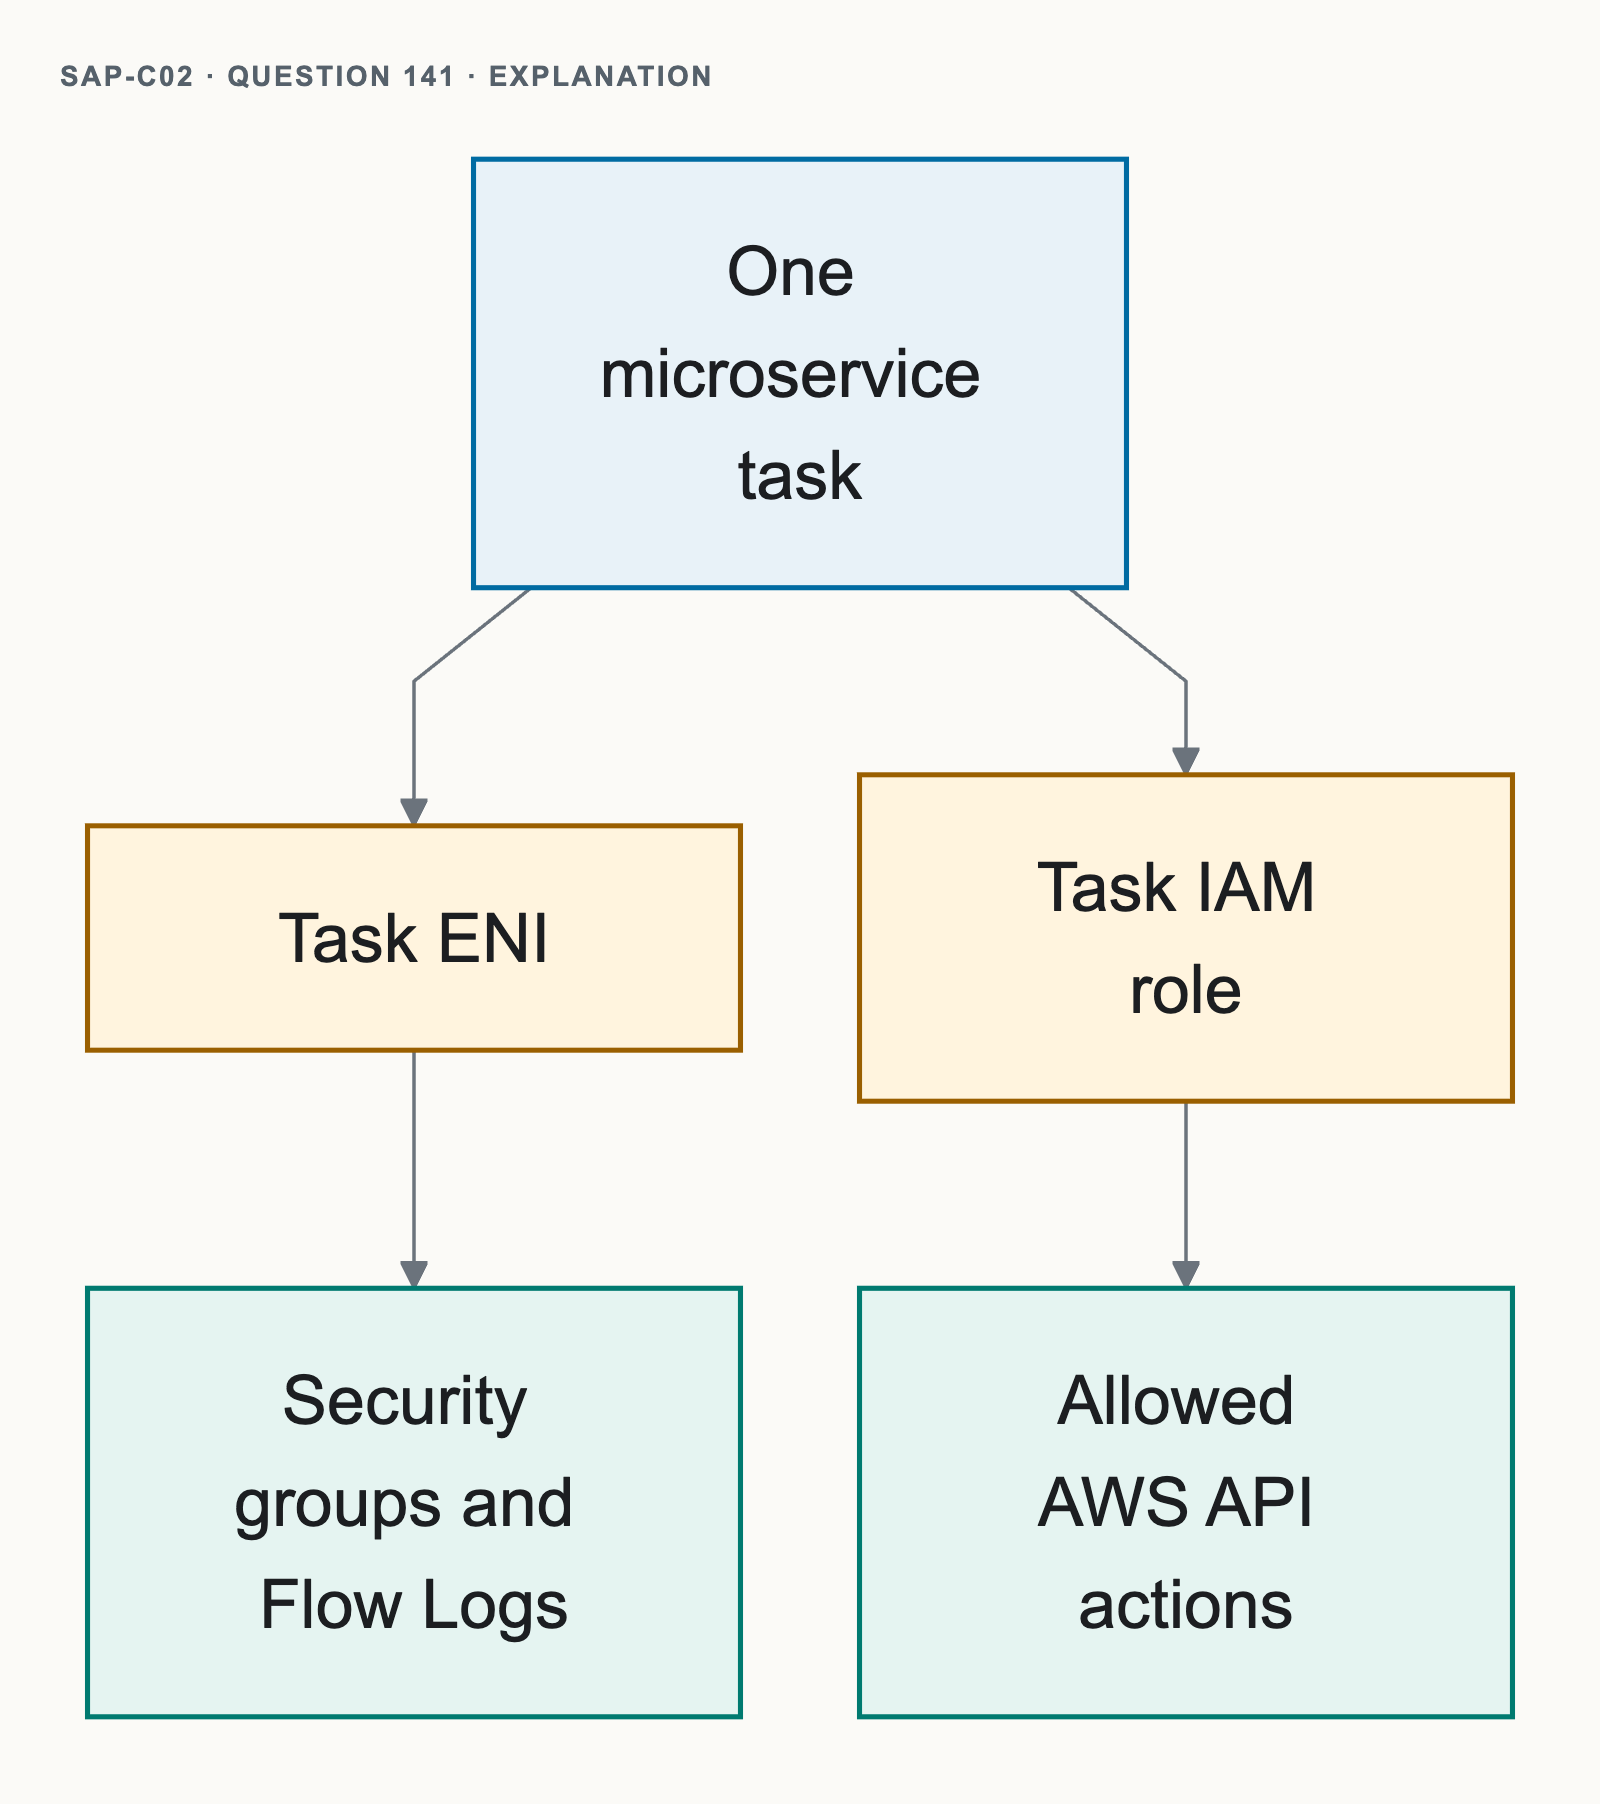 SAP-C02 · QUESTION 141 · EXPLANATION
One
microservice
task
Task ENI
Task IAM
role
Security
groups and
Flow Logs
Allowed
AWS API
actions